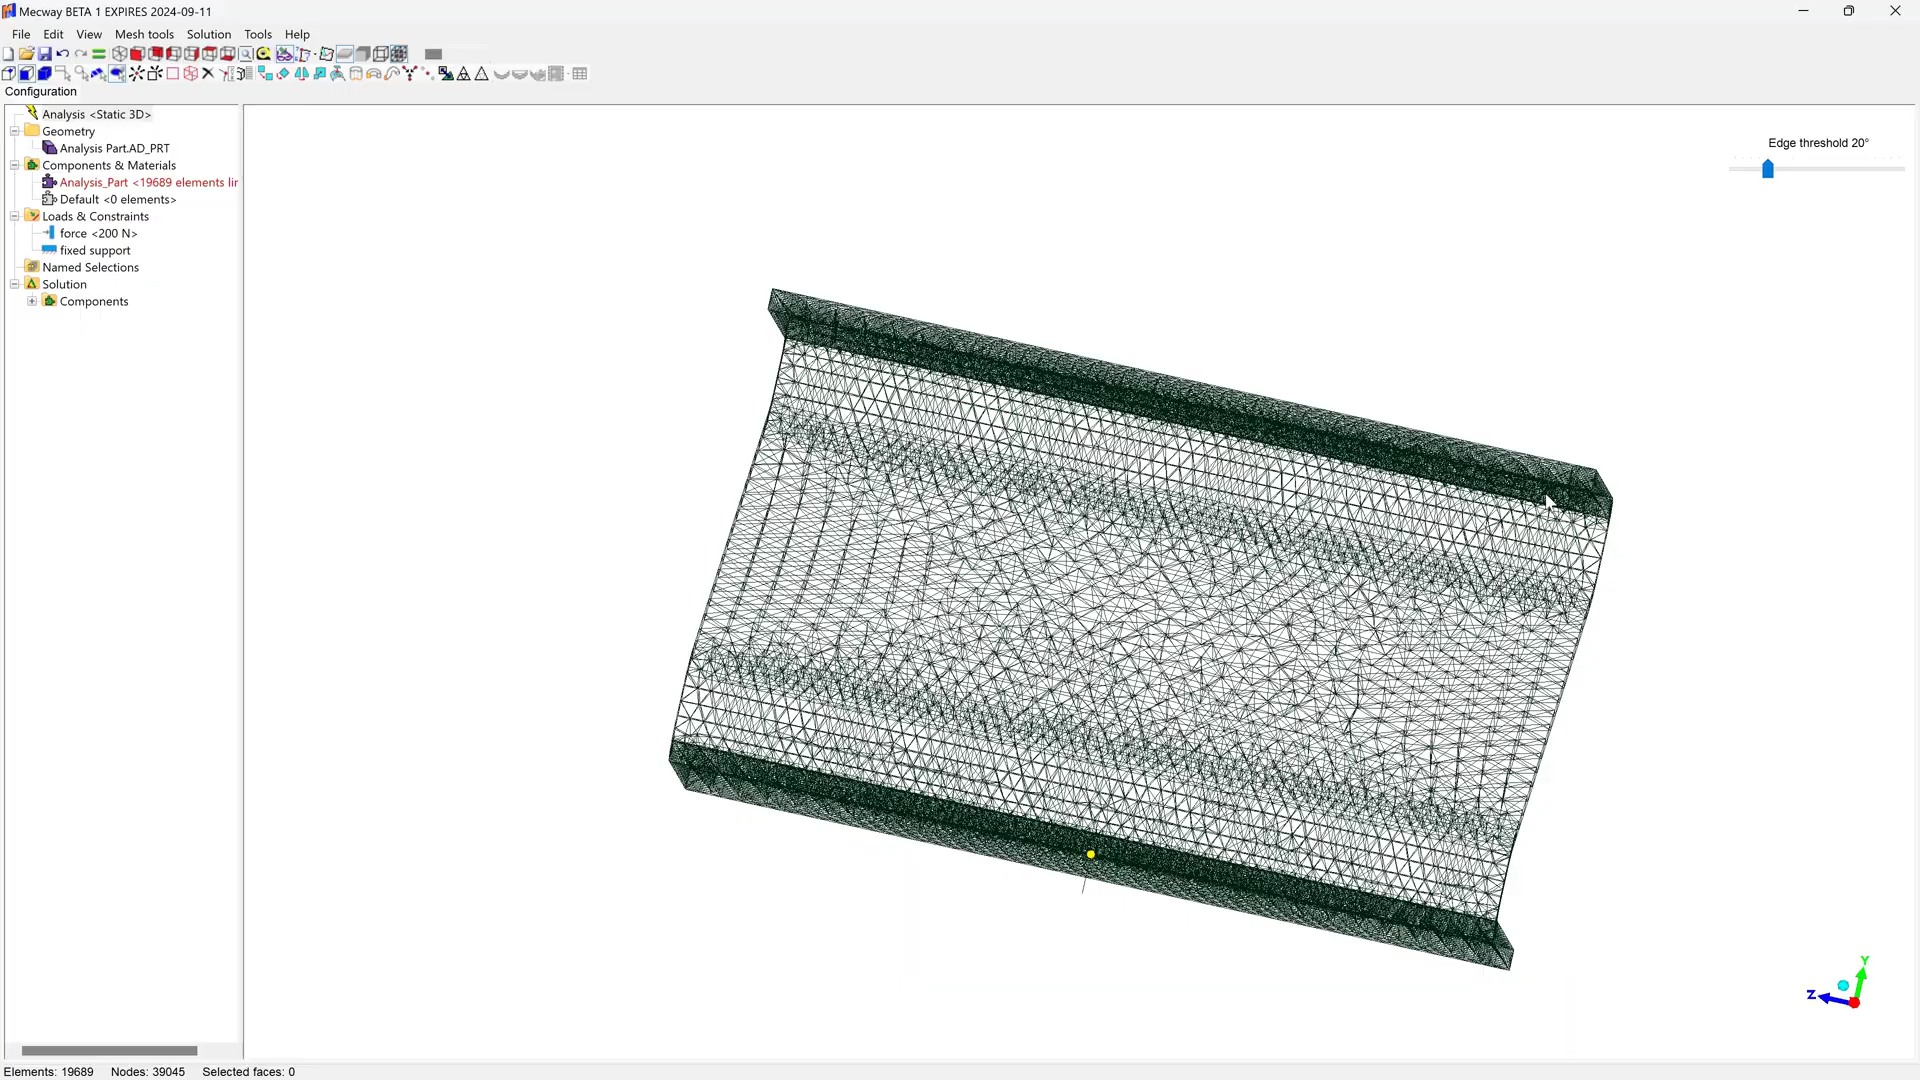 Mecway BETA 1 EXPIRES 2024-09-11
File Edit View Mesh tools Solution Tools Help
Configuration
Analysis <Static 3D>
Geometry
Analysis Part.AD_PRT
Components & Materials
Analysis_Part <19689 elements lir
Default <0 elements>
Loads & Constraints
force <200 N>
fixed support
Named Selections
Solution
Components
Edge threshold 20°
Y
Z
Elements: 19689 Nodes: 39045 Selected faces: 0